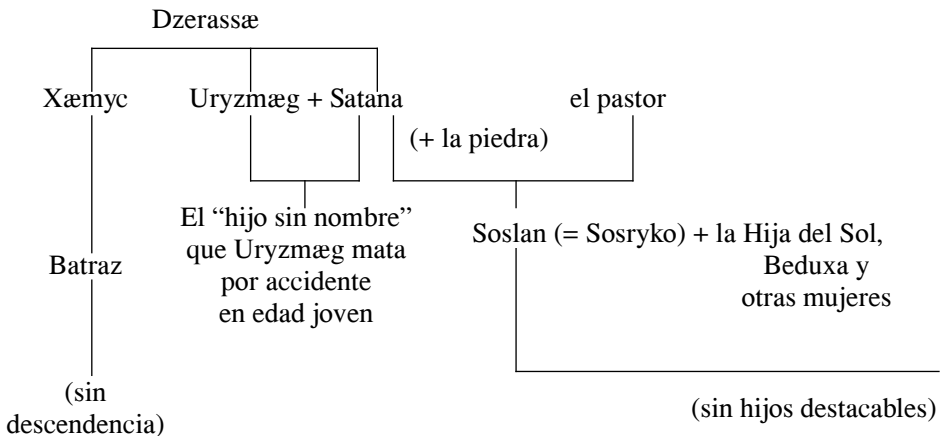 Dzerassæ
Xæmyc Uryzmæg + Satana el pastor
(+ la piedra)
El “hijo sin nombre”
que Uryzmæg mata
por accidente
en edad joven
Batraz
Soslan (= Sosryko) + la Hija del Sol,
Beduxa y
otras mujeres
(sin
descendencia)
(sin hijos destacables)